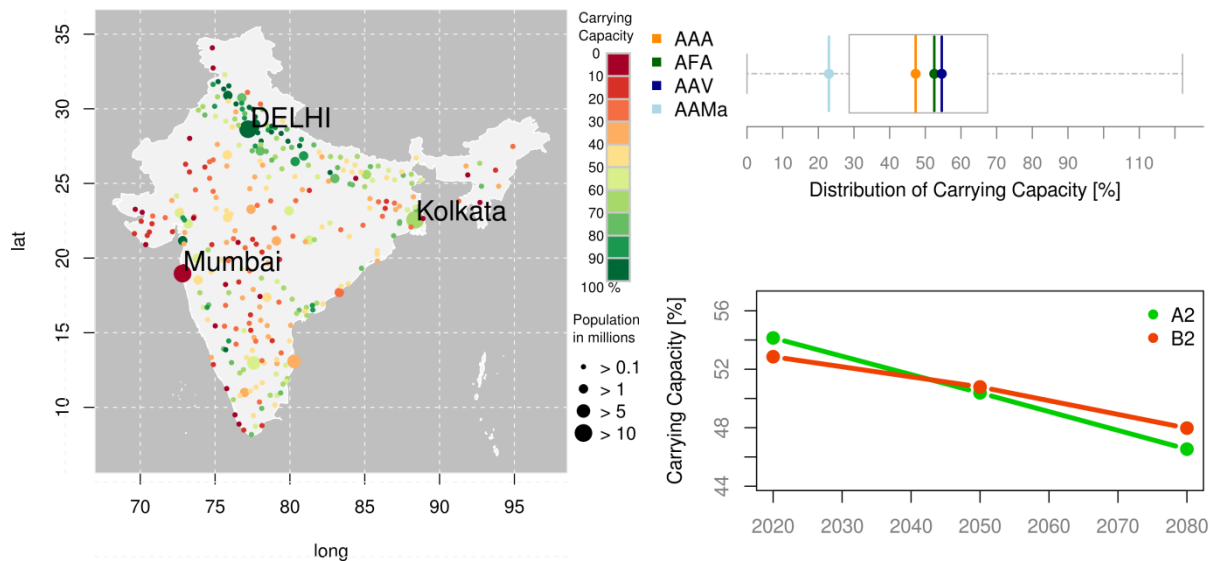 35
30
25
20
15
10
lat
70
75
80
85
90
95
long
DELHI
Kolkata
Mumbai
Carrying
Capacity
0
10
20
30
40
50
60
70
80
90
100 %
Population
in millions
> 0.1
> 1
> 5
> 10
AAA
AFA
AAV
AAMa
0
10
20
30
40
50
60
70
80
90
110
Distribution of Carrying Capacity [%]
Carrying Capacity [%]
56
52
48
44
A2
B2
2020
2030
2040
2050
2060
2070
2080